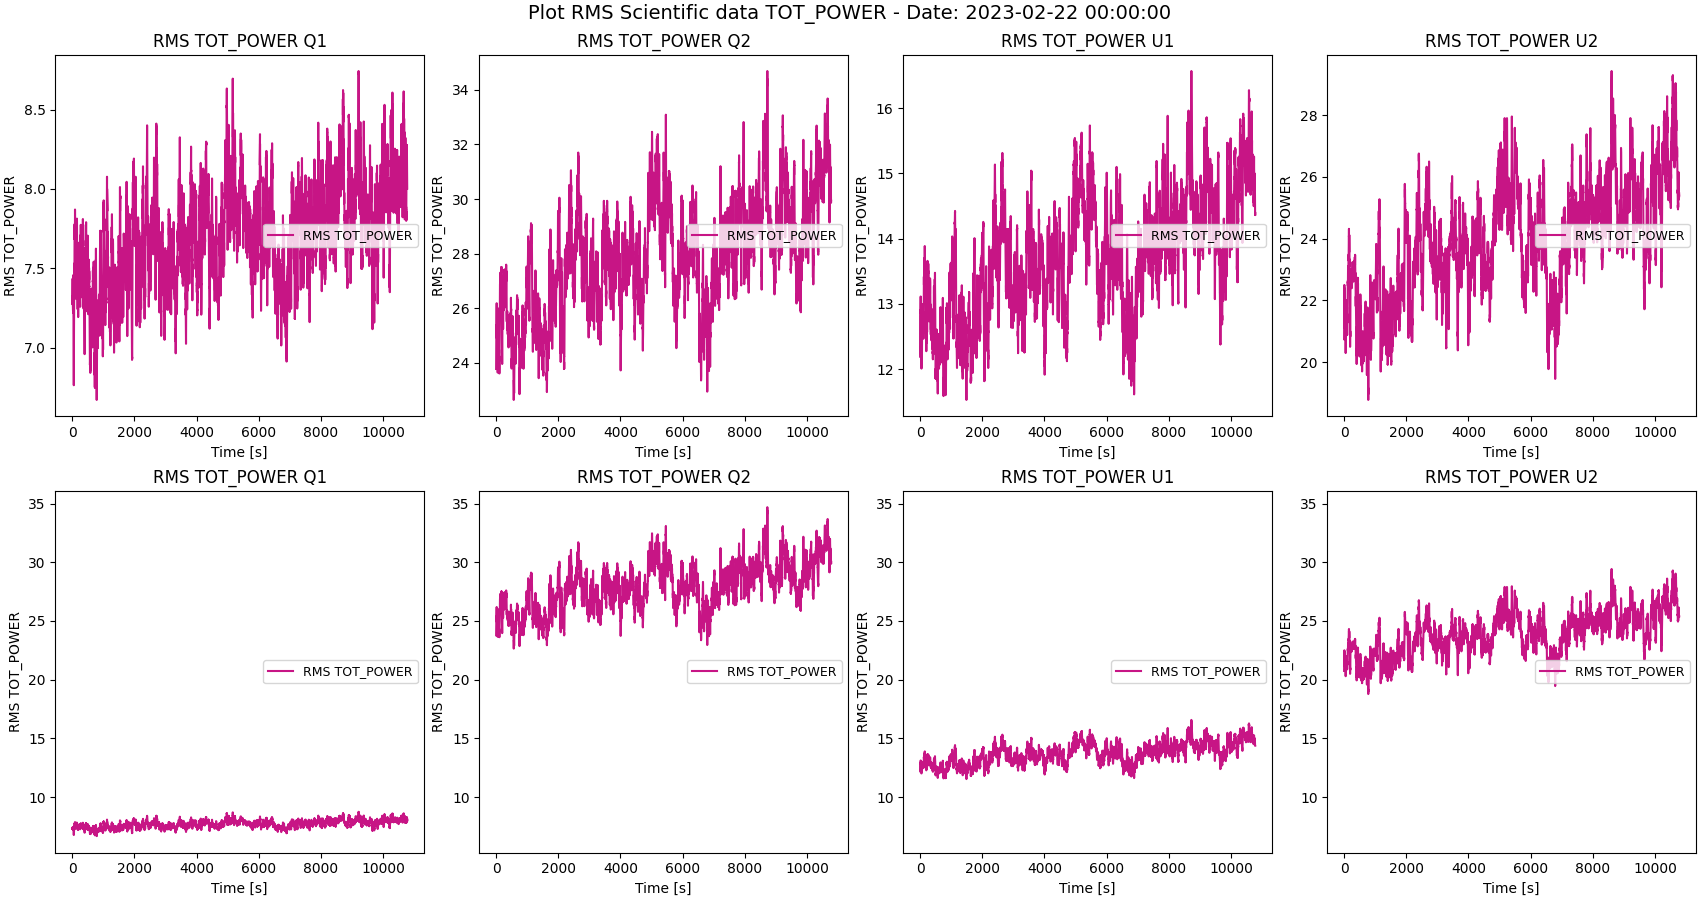 Plot RMS Scientific data TOT_POWER - Date: 2023-02-22 00:00:00
RMS TOT_POWER Q1
RMS TOT_POWER
8.5
8.0
7.5
7.0
RMS TOT_POWER
0 2000 4000 6000 8000 10000
Time [s]
RMS TOT_POWER Q2
RMS TOT_POWER
34
32
30
28
26
24
RMS TOT_POWER
0 2000 4000 6000 8000 10000
Time [s]
RMS TOT_POWER U1
RMS TOT_POWER
16
15
14
13
12
RMS TOT_POWER
0 2000 4000 6000 8000 10000
Time [s]
RMS TOT_POWER U2
RMS TOT_POWER
28
26
24
22
20
RMS TOT_POWER
0 2000 4000 6000 8000 10000
Time [s]
RMS TOT_POWER Q1
RMS TOT_POWER
35
30
25
20
15
10
RMS TOT_POWER
0 2000 4000 6000 8000 10000
Time [s]
RMS TOT_POWER Q2
RMS TOT_POWER
35
30
25
20
15
10
RMS TOT_POWER
0 2000 4000 6000 8000 10000
Time [s]
RMS TOT_POWER U1
RMS TOT_POWER
35
30
25
20
15
10
RMS TOT_POWER
0 2000 4000 6000 8000 10000
Time [s]
RMS TOT_POWER U2
RMS TOT_POWER
35
30
25
20
15
10
RMS TOT_POWER
0 2000 4000 6000 8000 10000
Time [s]